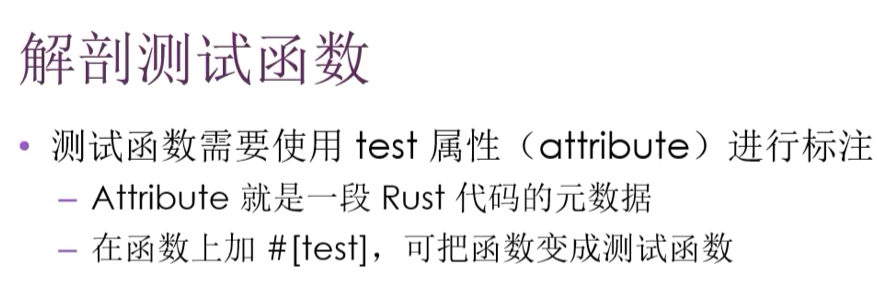 解剖测试函数
• 测试函数需要使用 test 属性（attribute）进行标注
– Attribute 就是一段 Rust 代码的元数据
– 在函数上加 #[test]，可把函数变成测试函数